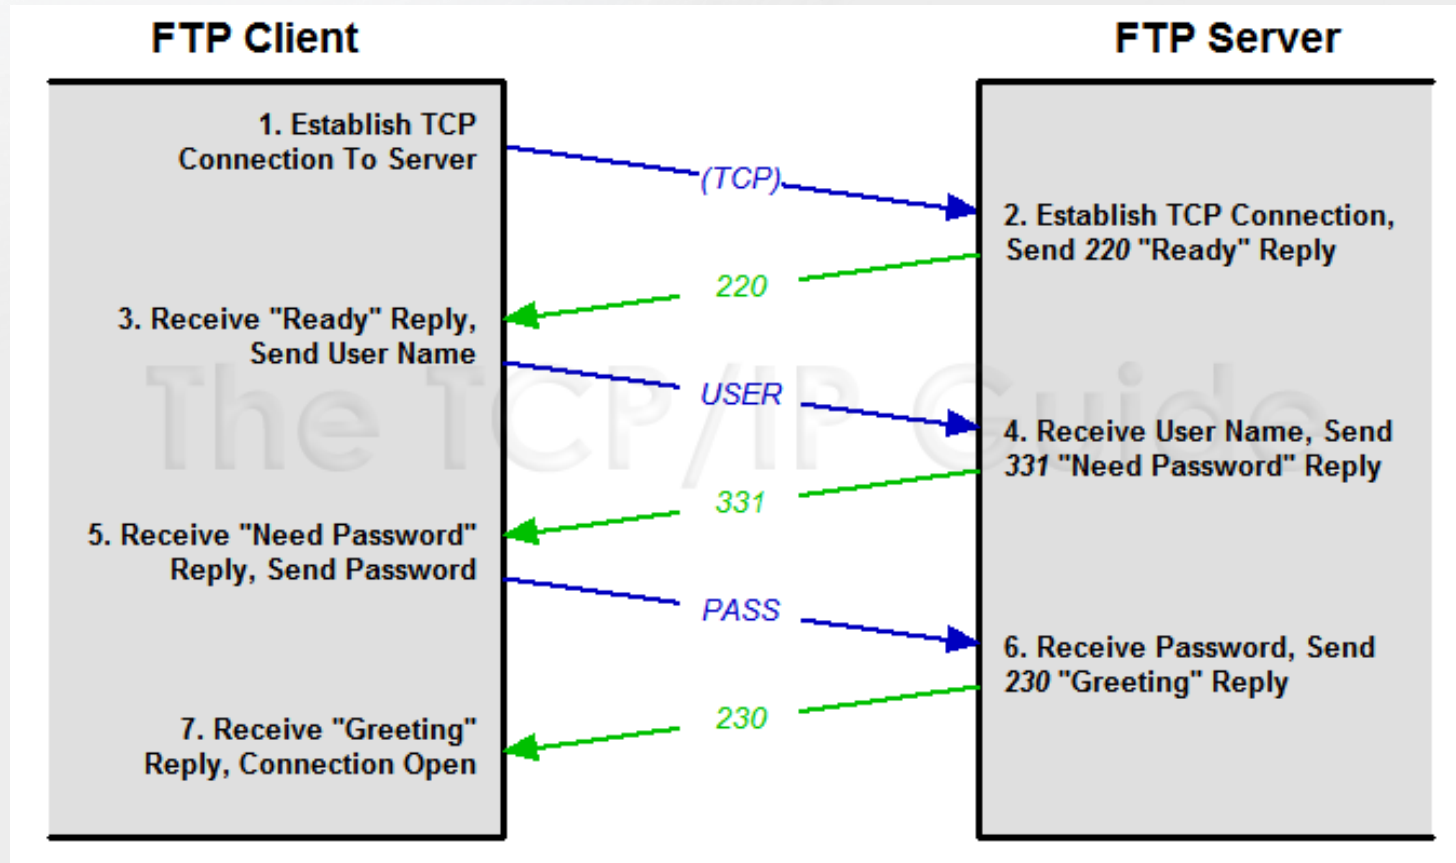 FTP Client
FTP Server
1. Establish TCP
Connection To Server
(TCP)
2. Establish TCP Connection,
Send 220 "Ready" Reply
220
3. Receive "Ready" Reply,
Send User Name
USER
The TCP/IP Guide
4. Receive User Name, Send
331 "Need Password" Reply
331
5. Receive "Need Password"
Reply, Send Password
PASS
6. Receive Password, Send
230 "Greeting" Reply
230
7. Receive "Greeting"
Reply, Connection Open